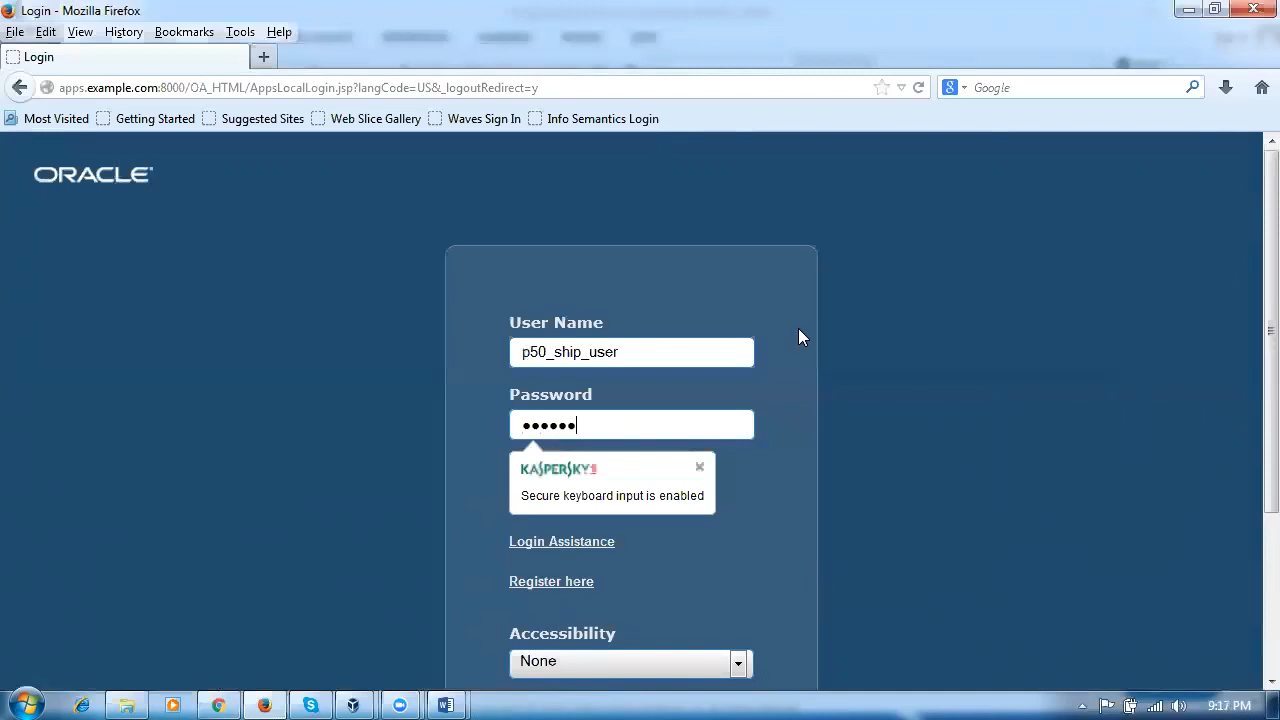 Login - Mozilla Firefox
File Edit View History Bookmarks Tools Help
Login
apps.example.com:8000/OA_HTML/AppsLocalLogin.jsp?langCode=US&_logoutRedirect=y
Google
Most Visited Getting Started Suggested Sites Web Slice Gallery Waves Sign In Info Semantics Login
ORACLE
User Name
p50_ship_user
Password
••••••
KASPERSKY
Secure keyboard input is enabled
Login Assistance
Register here
Accessibility
None
9:17 PM